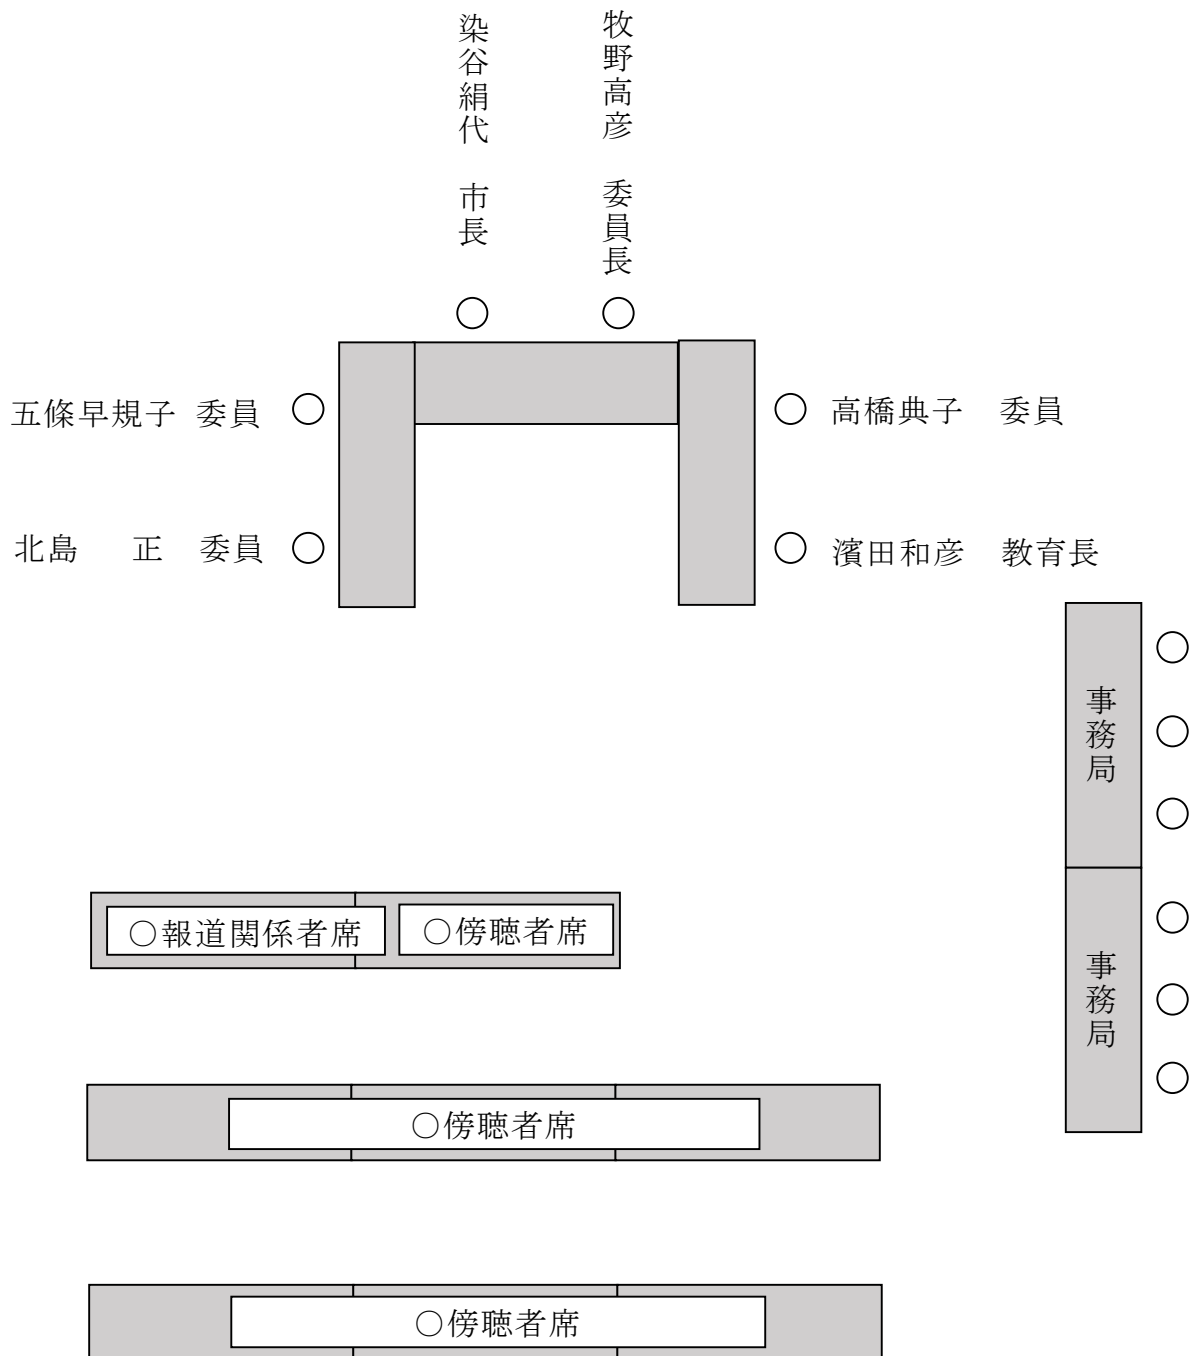 染谷絹代　市長
牧野高彦　委員長
五條早規子 委員
高橋典子　委員
北島　正　委員
濱田和彦　教育長
事務局
○報道関係者席
○傍聴者席
事務局
○傍聴者席
○傍聴者席